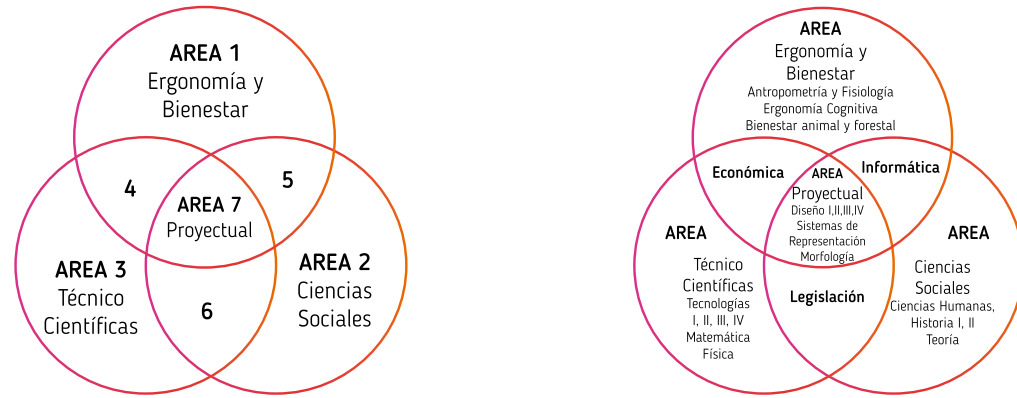 AREA 1
Ergonomía y
Bienestar
4
5
AREA 7
Proyectual
AREA 3
Técnico
Científicas
AREA 2
Ciencias
Sociales
6
AREA
Ergonomía y
Bienestar
Antropometría y Fisiología
Ergonomía Cognitiva
Bienestar animal y forestal
Económica
Informática
AREA
Proyectual
Diseño I,II,III,IV
Sistemas de
Representación
Morfología
AREA
Técnico
Científicas
Tecnologías
I, II, III, IV
Matemática
Física
AREA
Ciencias
Sociales
Ciencias Humanas,
Historia I, II
Teoría
Legislación